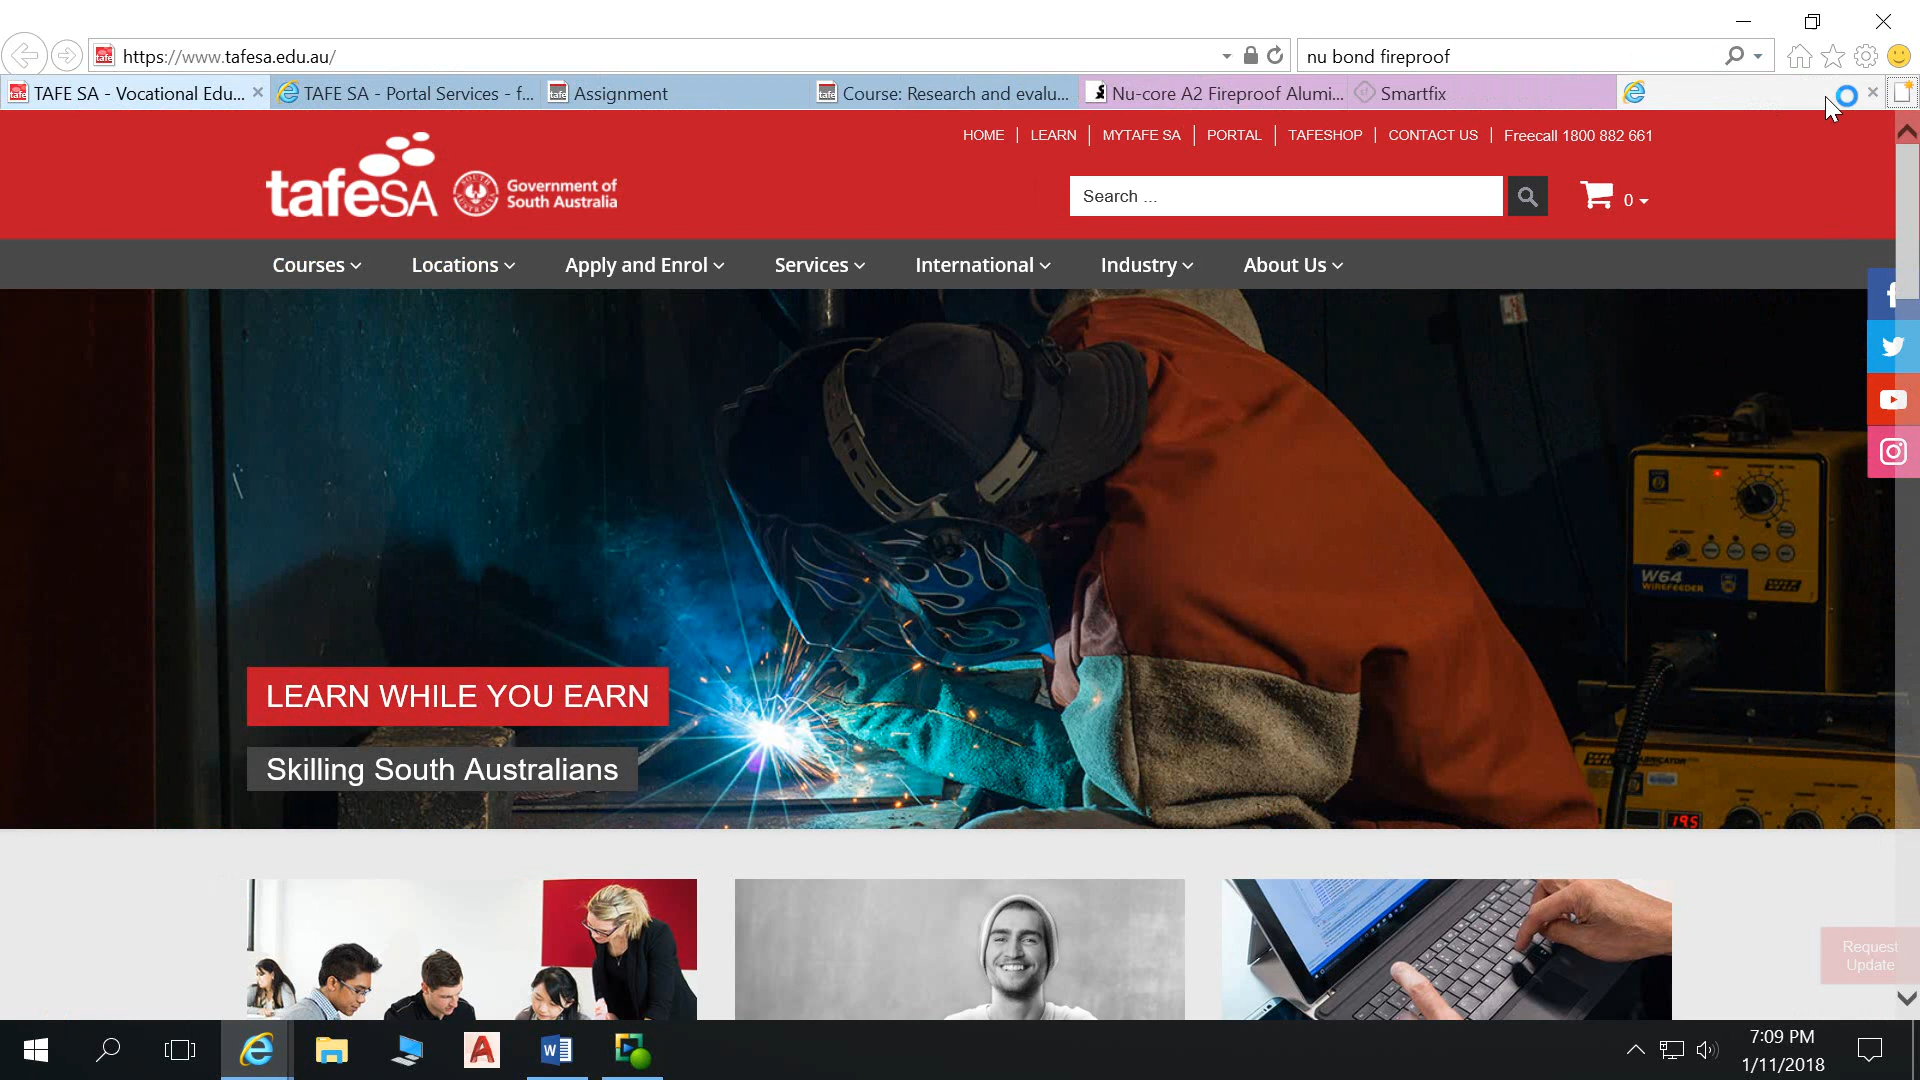 https://www.tafesa.edu.au/
nu bond fireproof
TAFE SA - Vocational Edu...
TAFE SA - Portal Services - f...
Assignment
Course: Research and evalu...
Nu-core A2 Fireproof Alumi...
Smartfix
HOME
LEARN
MYTAFE SA
PORTAL
TAFESHOP
CONTACT US
Freecall 1800 882 661
tafeSA
Government of
South Australia
Search ...
0
Courses
Locations
Apply and Enrol
Services
International
Industry
About Us
W64
WIREFEEDER
LEARN WHILE YOU EARN
Skilling South Australians
195
Request
Update
7:09 PM
1/11/2018